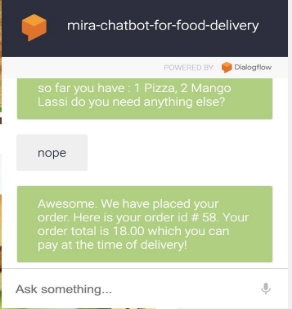 mira-chatbot-for-food-delivery
POWERED BY Dialogflow
so far you have : 1 Pizza, 2 Mango
Lassi do you need anything else?
nope
Awesome. We have placed your
order. Here is your order id # 58. Your
order total is 18.00 which you can
pay at the time of delivery!
Ask something...